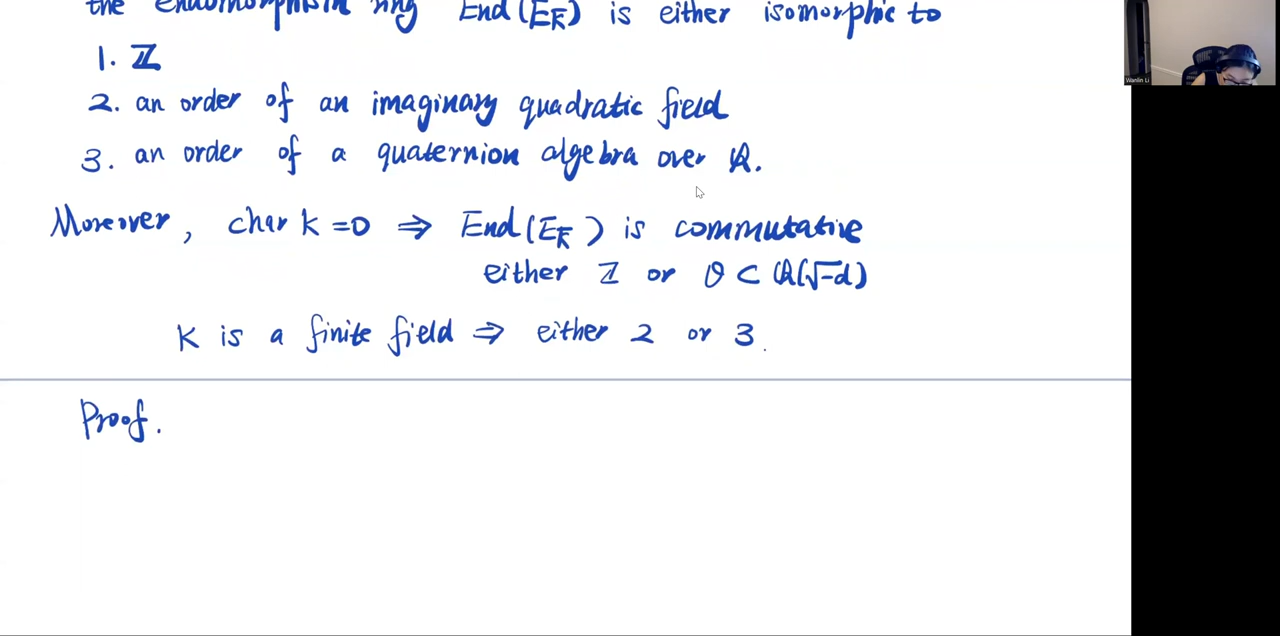 the endomorphism ring End(E_k̄) is either isomorphic to
1. ℤ
2. an order of an imaginary quadratic field
3. an order of a quaternion algebra over ℚ.
Moreover, char k = 0 ⇒ End(E_k̄) is commutative
either ℤ or O ⊂ ℚ(√-d)
K is a finite field ⇒ either 2 or 3.
Proof.
Wanlin Li